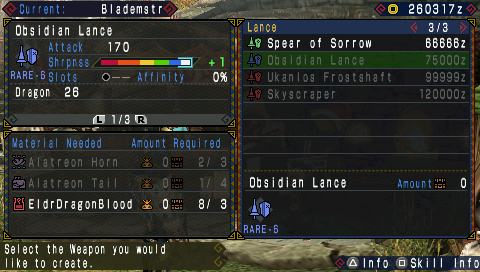 Current: Blademstr
260317z
Obsidian Lance
Attack 170
Shrpnss +1
RARE-6 Slots Affinity 0%
Dragon 26
L 1/3 R
Material Needed Amount Required
Alatreon Horn 0 2/ 3
Alatreon Tail 0 1/ 4
EldrDragonBlood 0 8/ 3
Select the Weapon you would
like to create.
Lance 3/3
Spear of Sorrow 66666z
Obsidian Lance 75000z
Ukanlos Frostshaft 99999z
Skyscraper 120000z
Obsidian Lance Amount 0
RARE-6
Info Skill Info